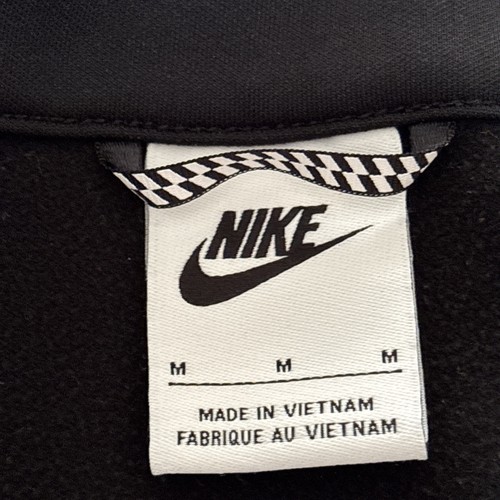 NIKE
M M M
MADE IN VIETNAM
FABRIQUE AU VIETNAM